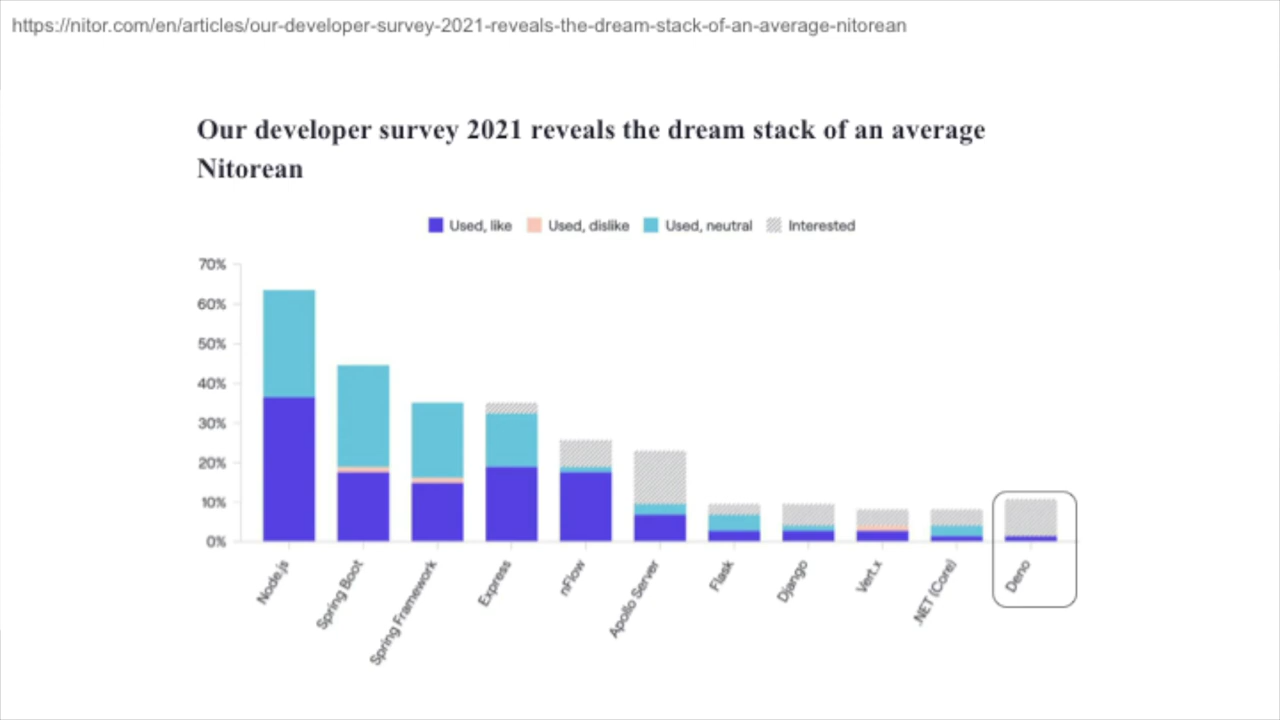 https://nitor.com/en/articles/our-developer-survey-2021-reveals-the-dream-stack-of-an-average-nitorean
Our developer survey 2021 reveals the dream stack of an average
Nitorean
Used, like Used, dislike Used, neutral Interested
70%
60%
50%
40%
30%
20%
10%
0%
Node.js
Spring Boot
Spring Framework
Express
nFlow
Apollo Server
Flask
Django
Vert.x
.NET (Core)
Deno